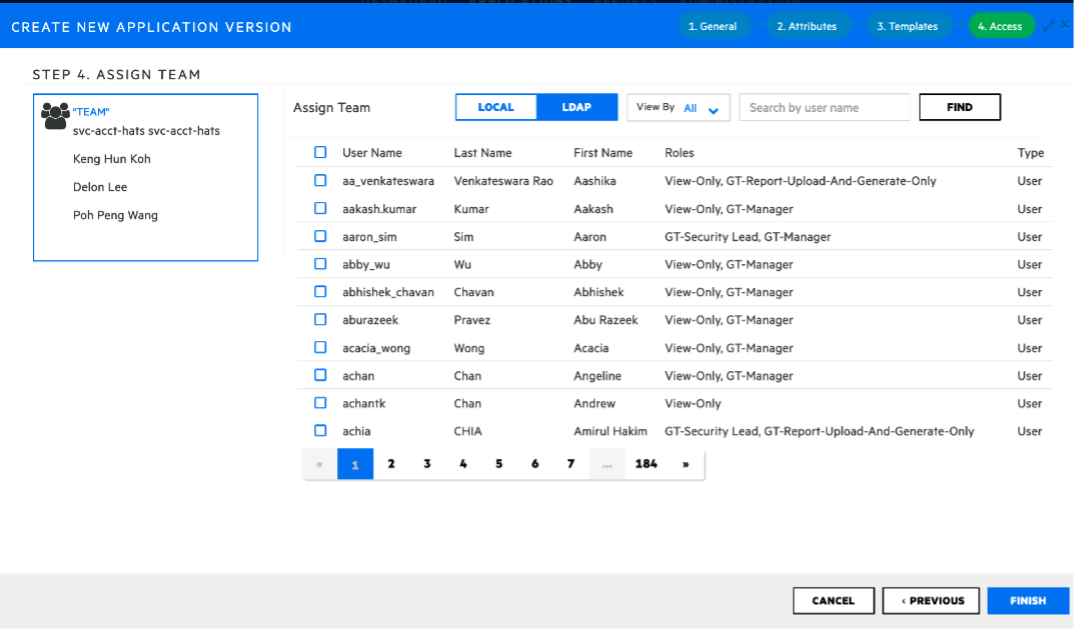 CREATE NEW APPLICATION VERSION
1. General 2. Attributes 3. Templates 4. Access
STEP 4. ASSIGN TEAM
"TEAM"
svc-acct-hats svc-acct-hats
Keng Hun Koh
Delon Lee
Poh Peng Wang
Assign Team LOCAL LDAP View By All Search by user name FIND
User Name Last Name First Name Roles Type
aa_venkateswara Venkateswara Rao Aashika View-Only, GT-Report-Upload-And-Generate-Only User
aakash.kumar Kumar Aakash View-Only, GT-Manager User
aaron_sim Sim Aaron GT-Security Lead, GT-Manager User
abby_wu Wu Abby View-Only, GT-Manager User
abhishek_chavan Chavan Abhishek View-Only, GT-Manager User
aburazeek Pravez Abu Razeek View-Only, GT-Manager User
acacia_wong Wong Acacia View-Only, GT-Manager User
achan Chan Angeline View-Only, GT-Manager User
achantk Chan Andrew View-Only User
achia CHIA Amirul Hakim GT-Security Lead, GT-Report-Upload-And-Generate-Only User
« 1 2 3 4 5 6 7 ... 184 »
CANCEL ‹ PREVIOUS FINISH